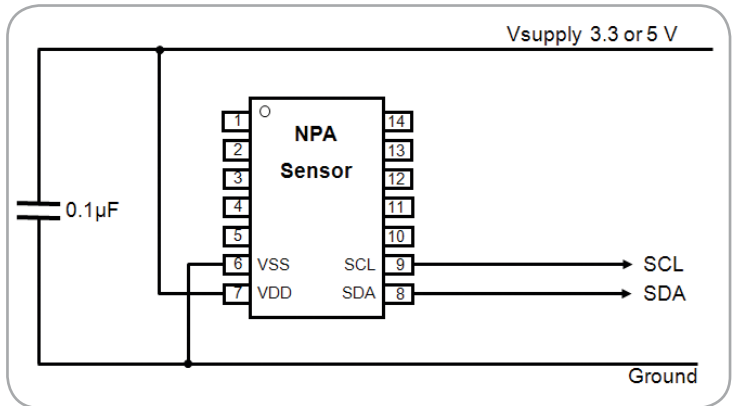 Vsupply 3.3 or 5 V
O
1 14
NPA
2 13
Sensor
3 12
0.1µF
4 11
5 10
6 VSS SCL 9 SCL
7 VDD SDA 8 SDA
Ground